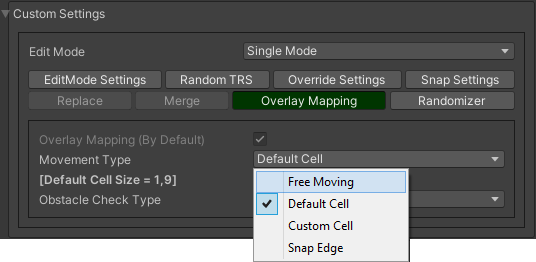 Custom Settings
Edit Mode Single Mode
EditMode Settings Random TRS Override Settings Snap Settings
Replace Merge Overlay Mapping Randomizer
Overlay Mapping (By Default)
Movement Type Default Cell
Free Moving
[Default Cell Size = 1,9]
Default Cell
Obstacle Check Type
Custom Cell
Snap Edge